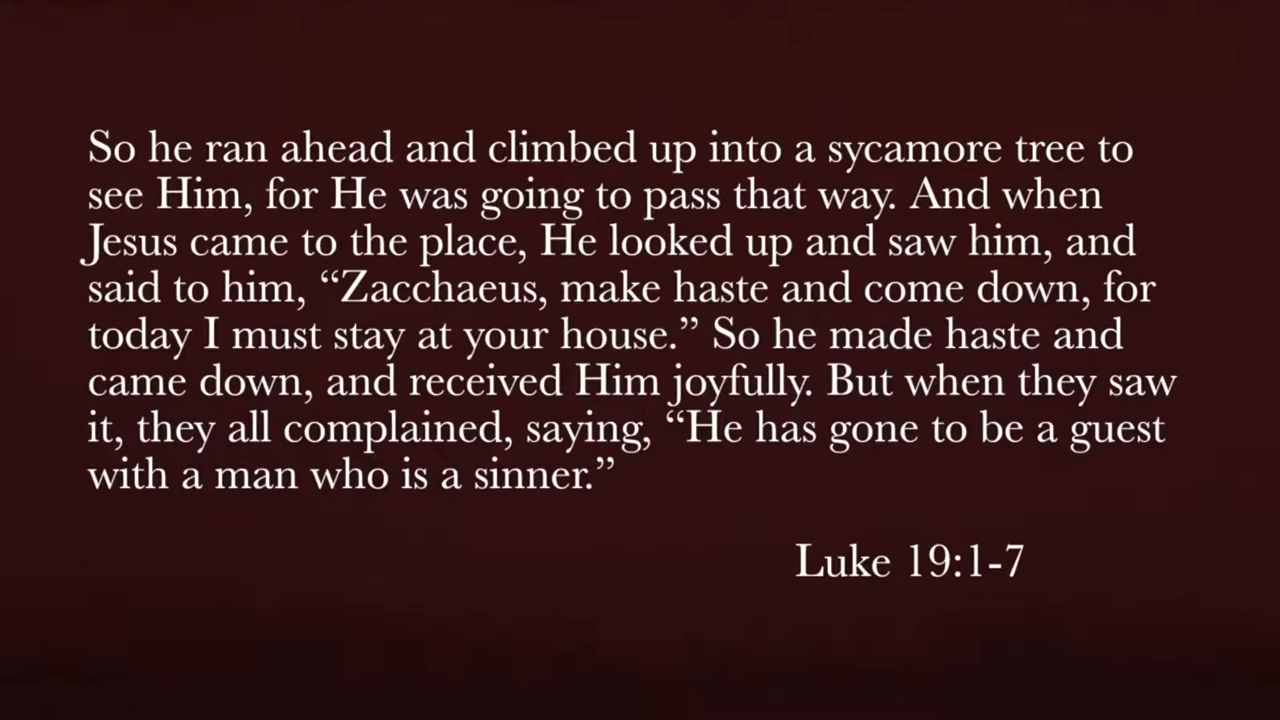 So he ran ahead and climbed up into a sycamore tree to
see Him, for He was going to pass that way. And when
Jesus came to the place, He looked up and saw him, and
said to him, “Zacchaeus, make haste and come down, for
today I must stay at your house.” So he made haste and
came down, and received Him joyfully. But when they saw
it, they all complained, saying, “He has gone to be a guest
with a man who is a sinner.”
Luke 19:1-7